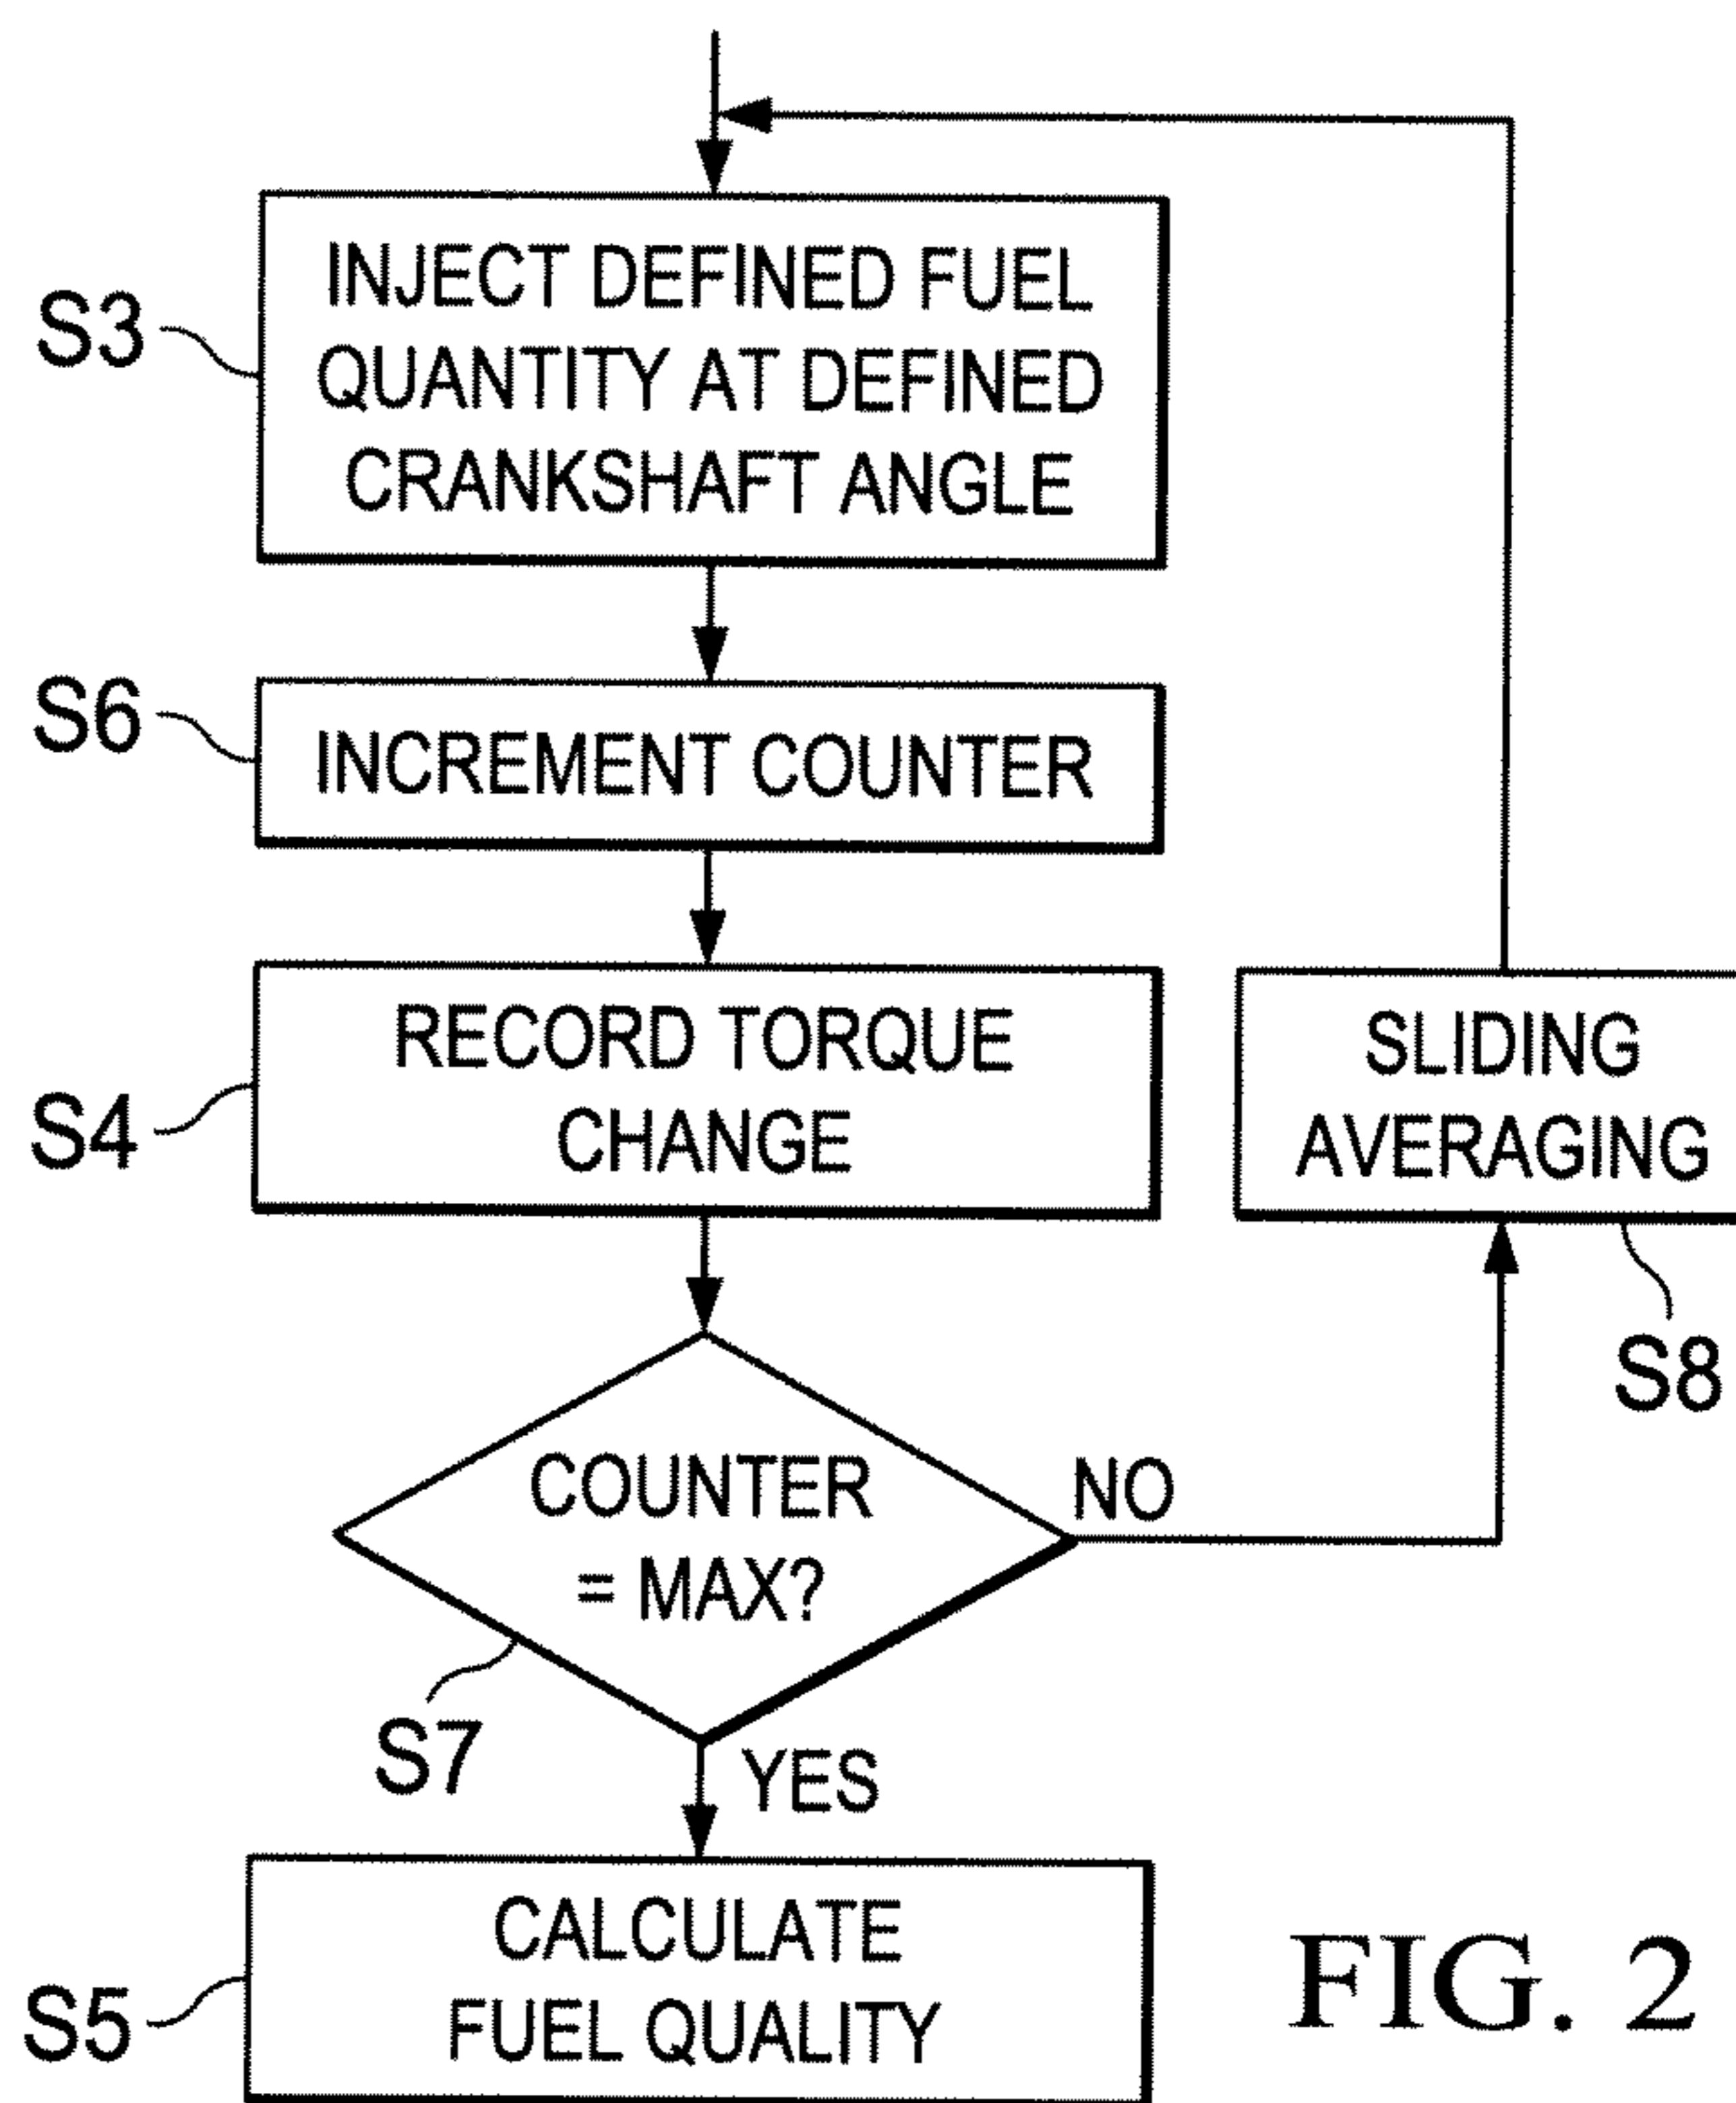 S3
INJECT DEFINED FUEL
QUANTITY AT DEFINED
CRANKSHAFT ANGLE
S6
INCREMENT COUNTER
S4
RECORD TORQUE
CHANGE
SLIDING
AVERAGING
S8
COUNTER
= MAX?
NO
S7
YES
S5
CALCULATE
FUEL QUALITY
FIG. 2